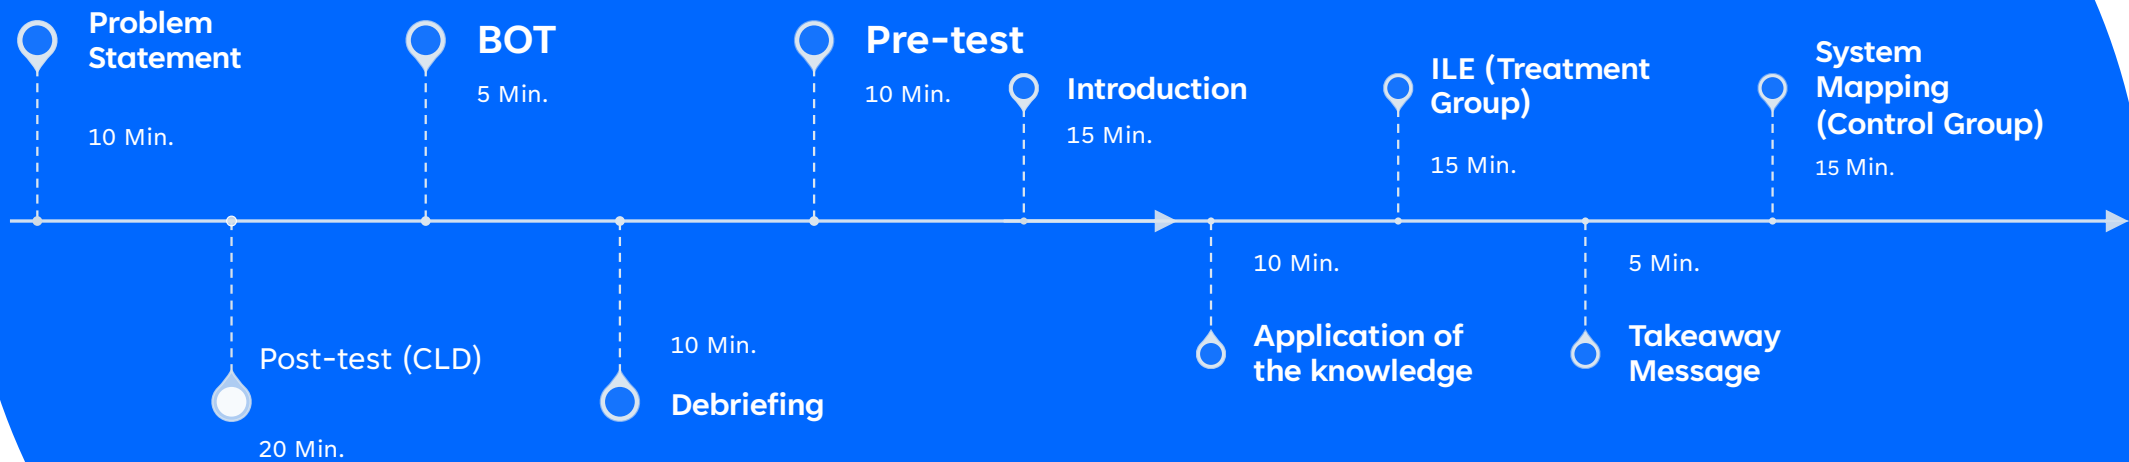 Problem
Statement
10 Min.
Post-test (CLD)
20 Min.
BOT
5 Min.
10 Min.
Debriefing
Pre-test
10 Min.
Introduction
15 Min.
10 Min.
Application of
the knowledge
ILE (Treatment
Group)
15 Min.
5 Min.
Takeaway
Message
System
Mapping
(Control Group)
15 Min.